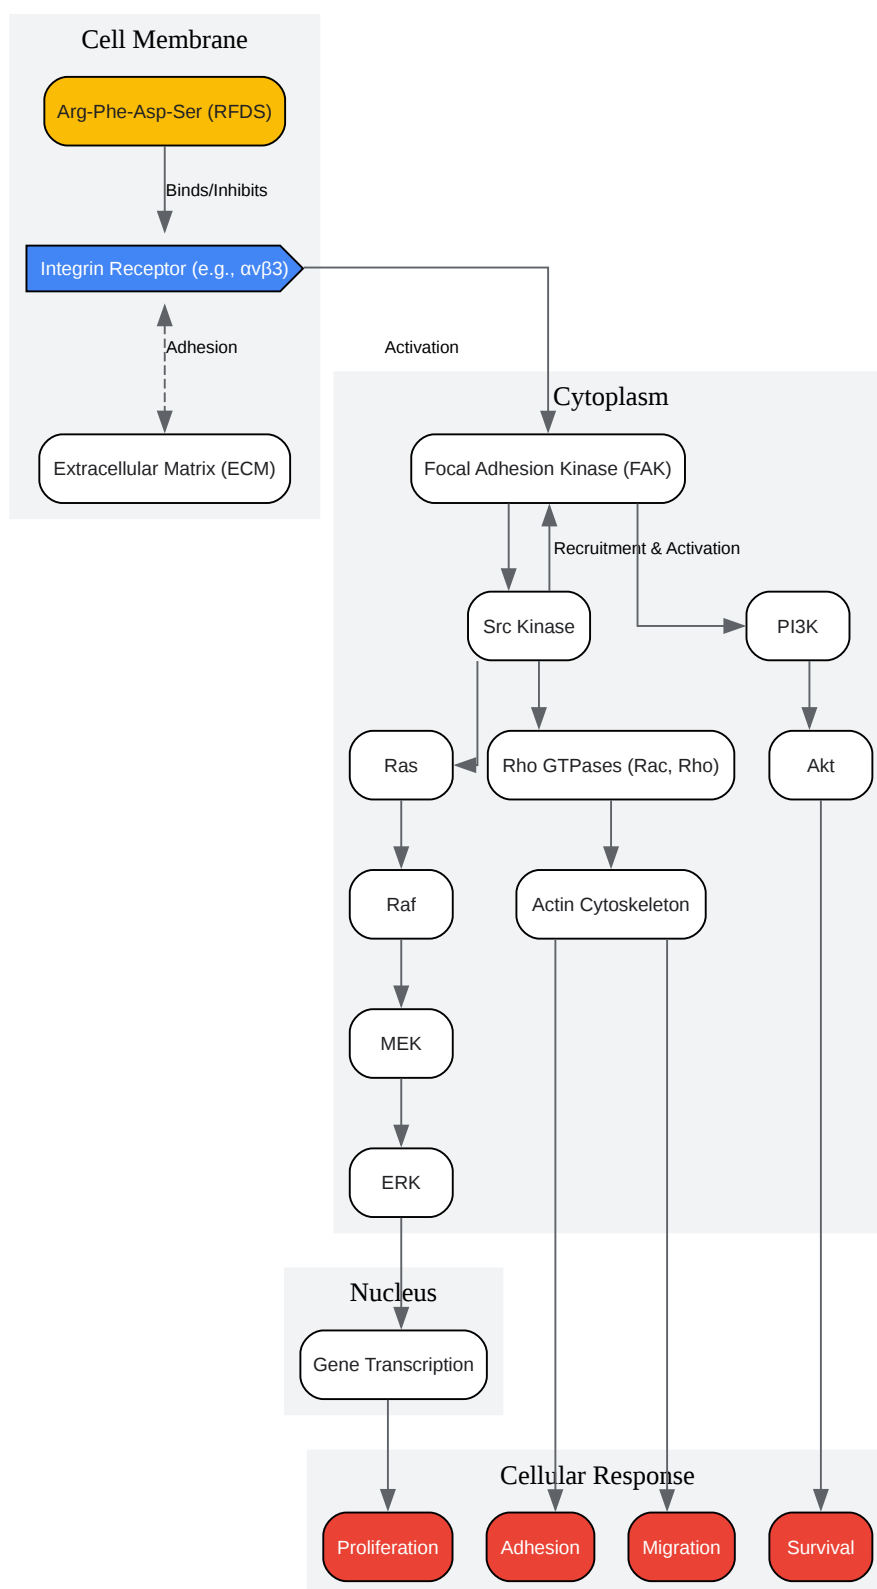 Cell Membrane
Arg-Phe-Asp-Ser (RFDS)
Binds/Inhibits
Integrin Receptor (e.g., αvβ3)
Adhesion
Activation
Extracellular Matrix (ECM)
Cytoplasm
Focal Adhesion Kinase (FAK)
Recruitment & Activation
Src Kinase
PI3K
Ras
Rho GTPases (Rac, Rho)
Akt
Raf
Actin Cytoskeleton
MEK
ERK
Nucleus
Gene Transcription
Cellular Response
Proliferation
Adhesion
Migration
Survival